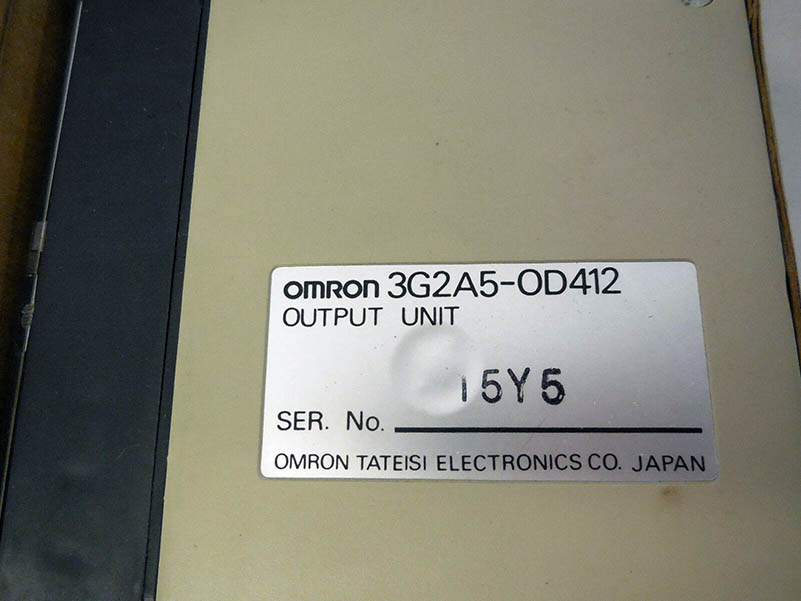 omron 3G2A5-OD412
OUTPUT UNIT
15Y5
SER. No.
OMRON TATEISI ELECTRONICS CO. JAPAN